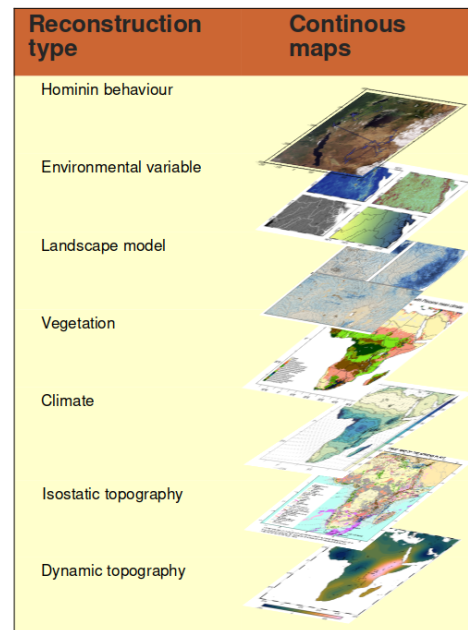 Reconstruction type
Continous maps
Hominin behaviour
Environmental variable
Landscape model
Vegetation
Climate
Isostatic topography
Dynamic topography